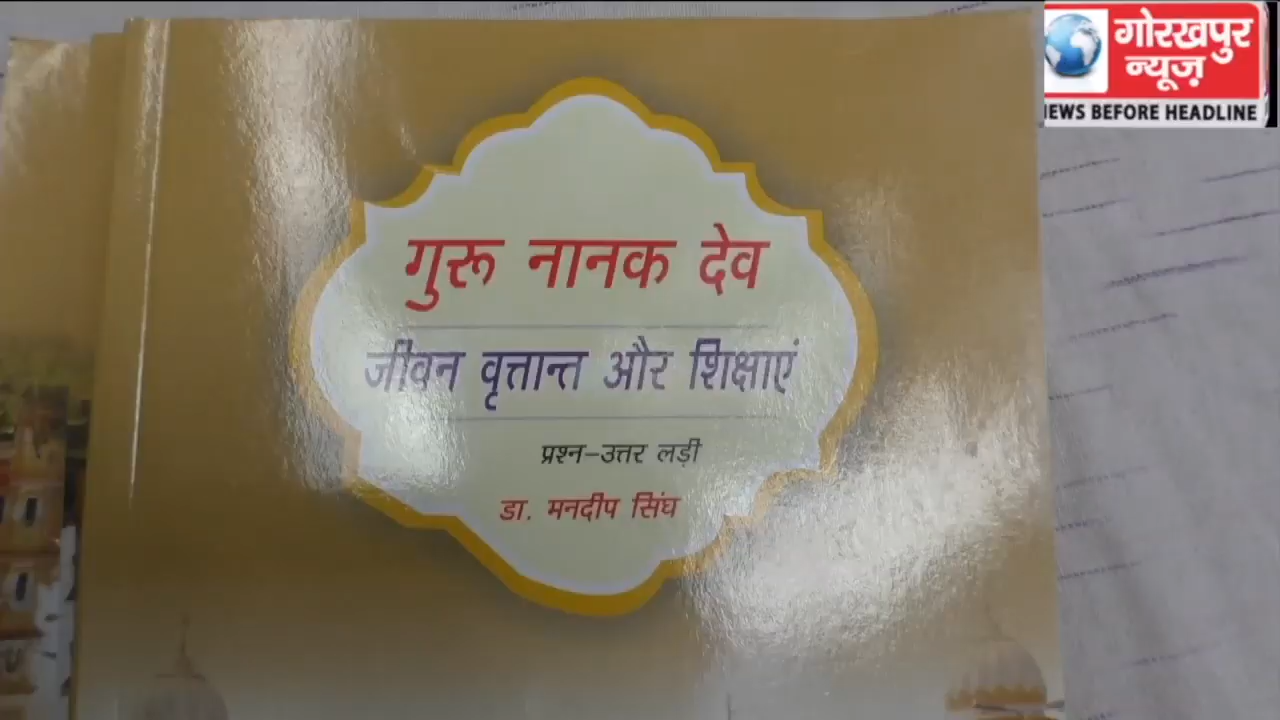 गोरखपुर
न्यूज़
NEWS BEFORE HEADLINE
गुरू नानक देव
जीवन वृत्तान्त और शिक्षाएं
प्रश्न-उत्तर लड़ी
डा. मनदीप सिंघ